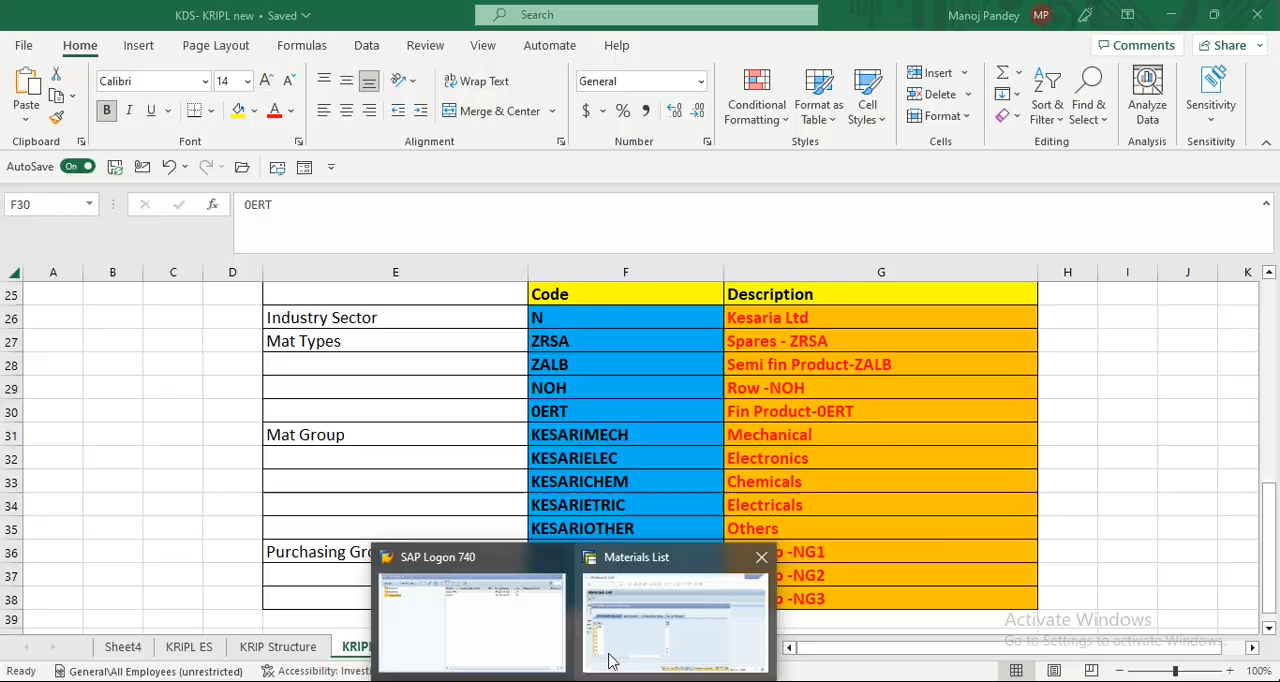 KDS- KRIPL new • Saved
Search
Manoj Pandey MP
File Home Insert Page Layout Formulas Data Review View Automate Help
Comments Share
Paste
Calibri 14
B I U
Wrap Text
Merge & Center
General
$ % 9
Conditional Formatting
Format as Table
Cell Styles
Insert
Delete
Format
Sort & Filter
Find & Select
Analyze Data
Sensitivity
Clipboard Font Alignment Number Styles Cells Editing Analysis Sensitivity
AutoSave On
F30 fx 0ERT
A B C D E F G H I J K
25 Code Description
26 Industry Sector N Kesaria Ltd
27 Mat Types ZRSA Spares - ZRSA
28 ZALB Semi fin Product-ZALB
29 NOH Row -NOH
30 0ERT Fin Product-0ERT
31 Mat Group KESARIMECH Mechanical
32 KESARIELEC Electronics
33 KESARICHEM Chemicals
34 KESARIETRIC Electricals
35 KESARIOTHER Others
36 Purchasing Gro p -NG1
37 p -NG2
38 p -NG3
39
SAP Logon 740
Materials List
Activate Windows
Go to Settings to activate Windows.
Sheet4 KRIPL ES KRIP Structur KRIPL
Ready General\All Employees (unrestricted) Accessibility: Investi
100%